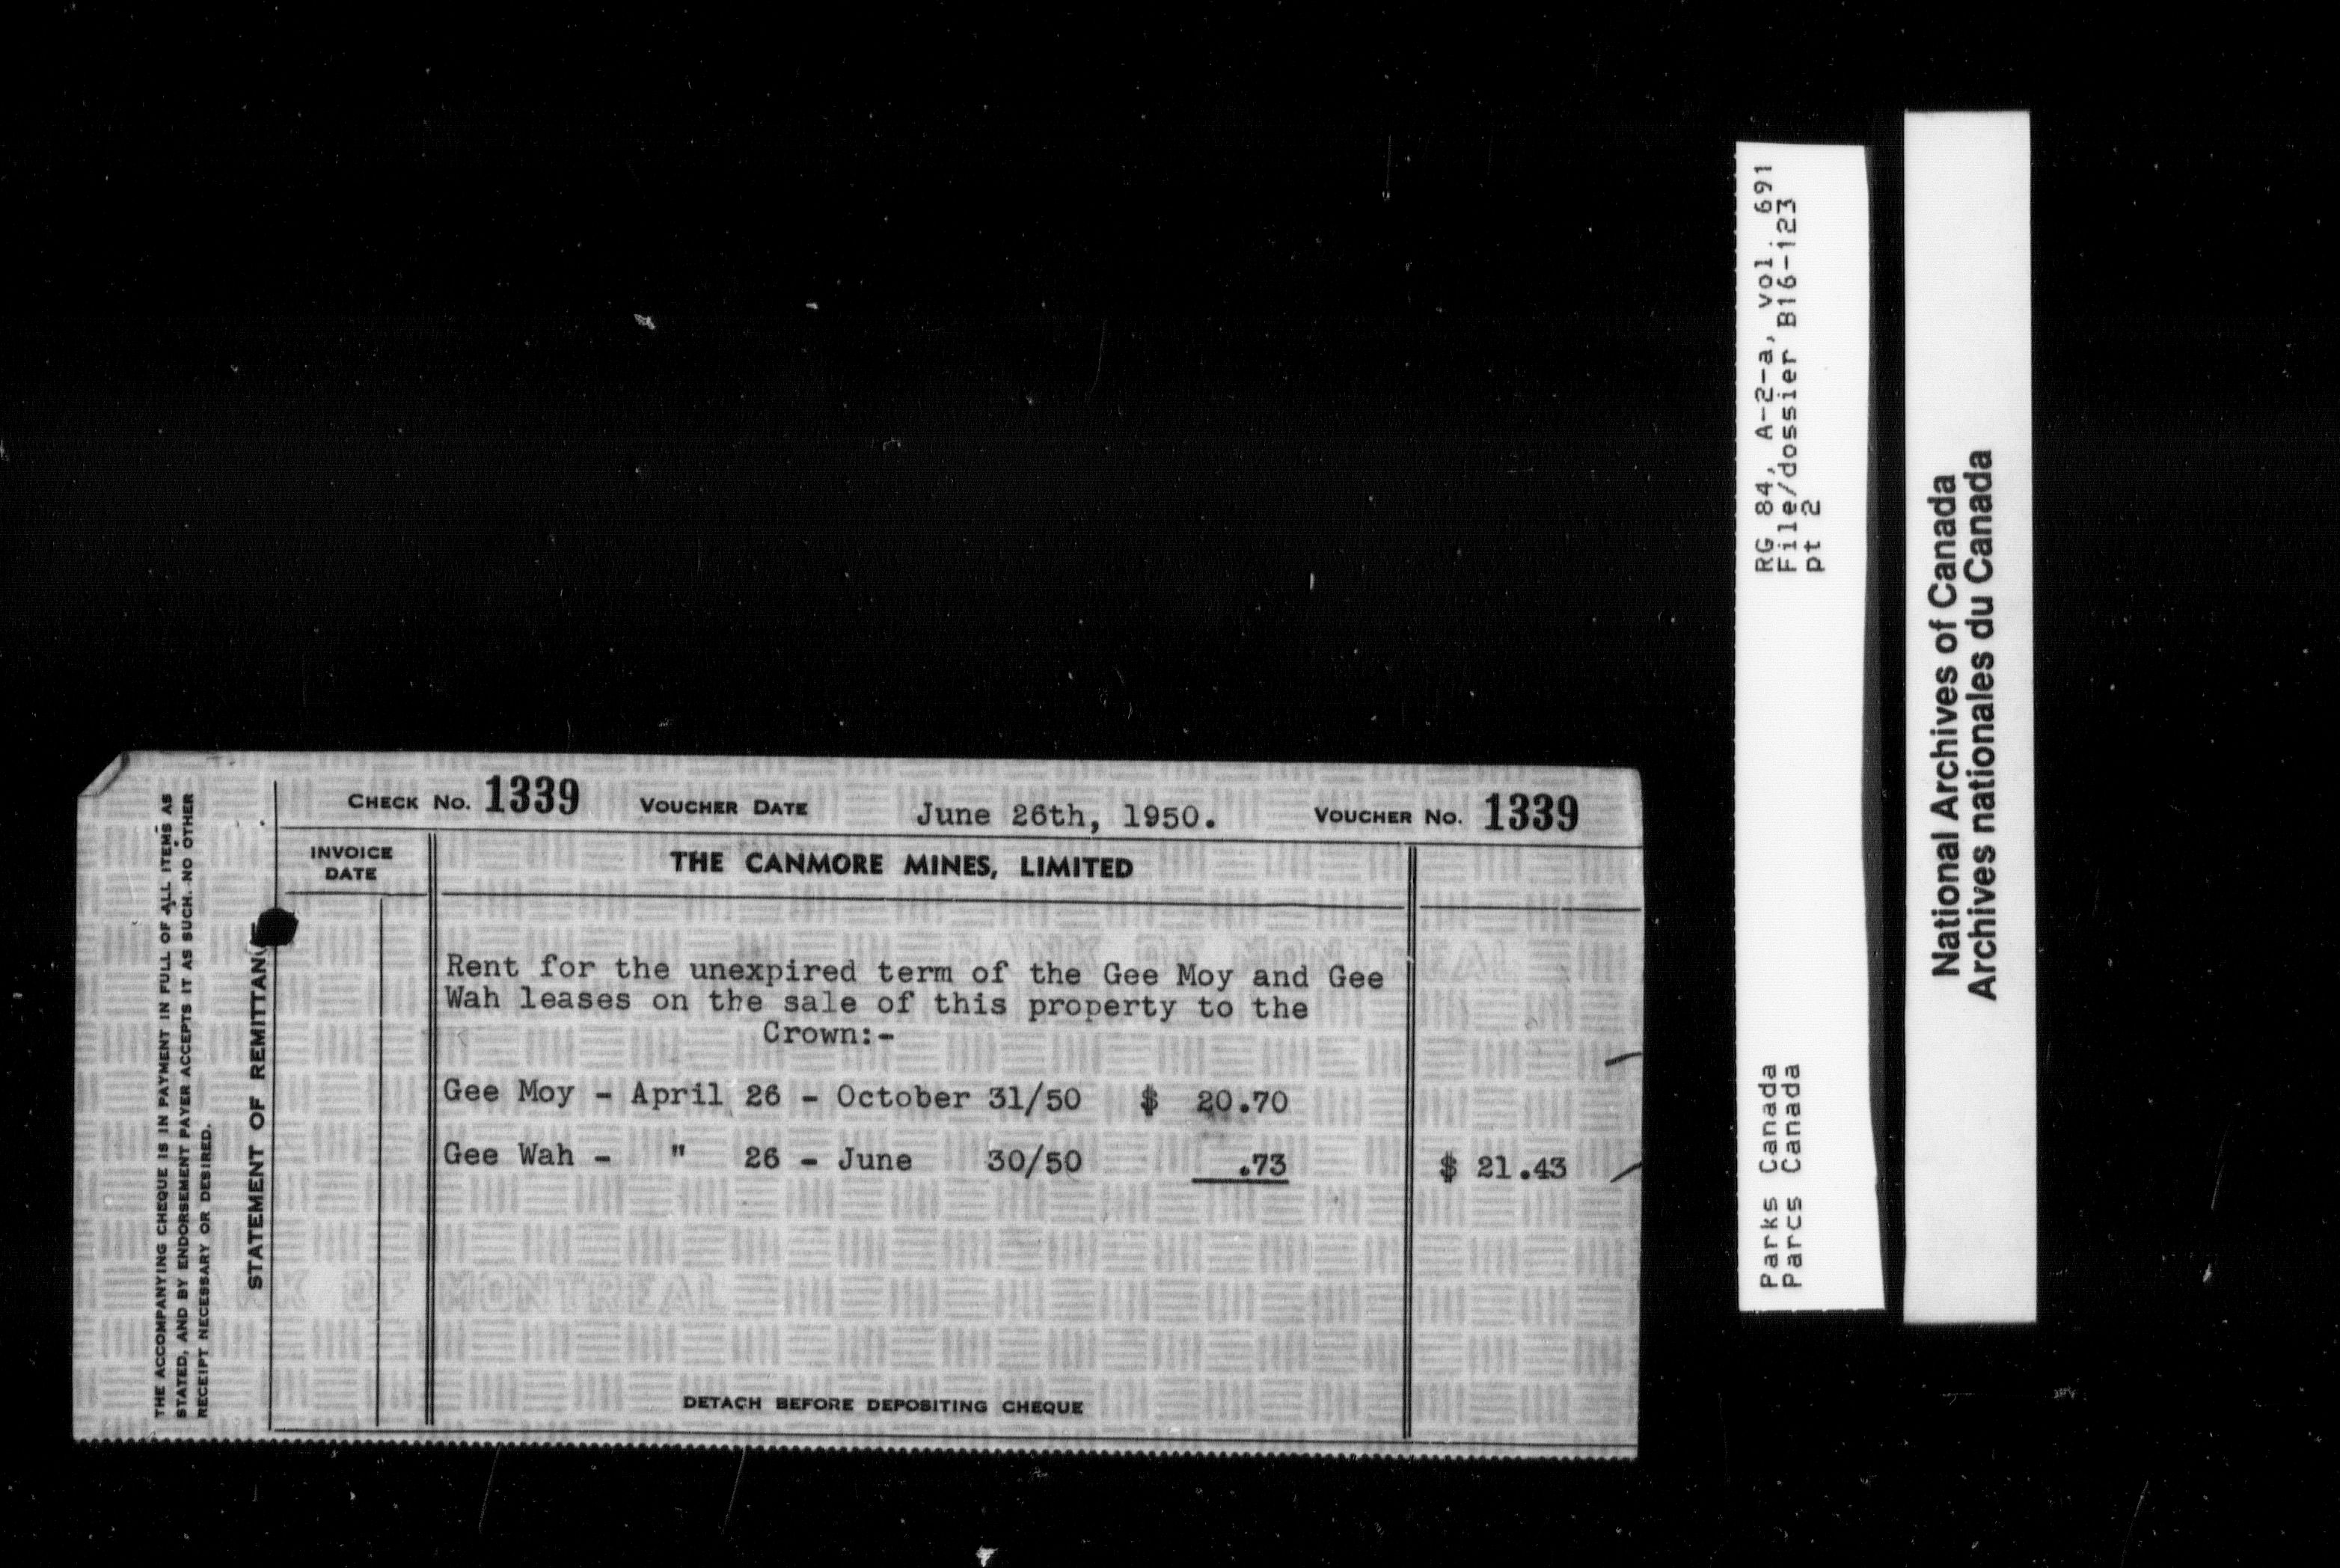 CHECK NO. 1339 VOUCHER DATE June 26th, 1950. VOUCHER NO. 1339
INVOICE
DATE
THE CANMORE MINES, LIMITED
BANK OF MONTREAL
Rent for the unexpired term of the Gee Moy and Gee
Wah leases on the sale of this property to the
Crown:-
Gee Moy - April 26 - October 31/50 $ 20.70
Gee Wah - " 26 - June 30/50 .73 $ 21.43
BANK OF MONTREAL
DETACH BEFORE DEPOSITING CHEQUE
STATEMENT OF REMITTANCE
THE ACCOMPANYING CHEQUE IS IN PAYMENT IN FULL OF ALL ITEMS AS
STATED, AND BY ENDORSEMENT PAYER ACCEPTS IT AS SUCH. NO OTHER
RECEIPT NECESSARY OR DESIRED.
Parks Canada RG 84, A-2-a, vol. 691
Parcs Canada File/dossier B16-123
pt 2
National Archives of Canada
Archives nationales du Canada